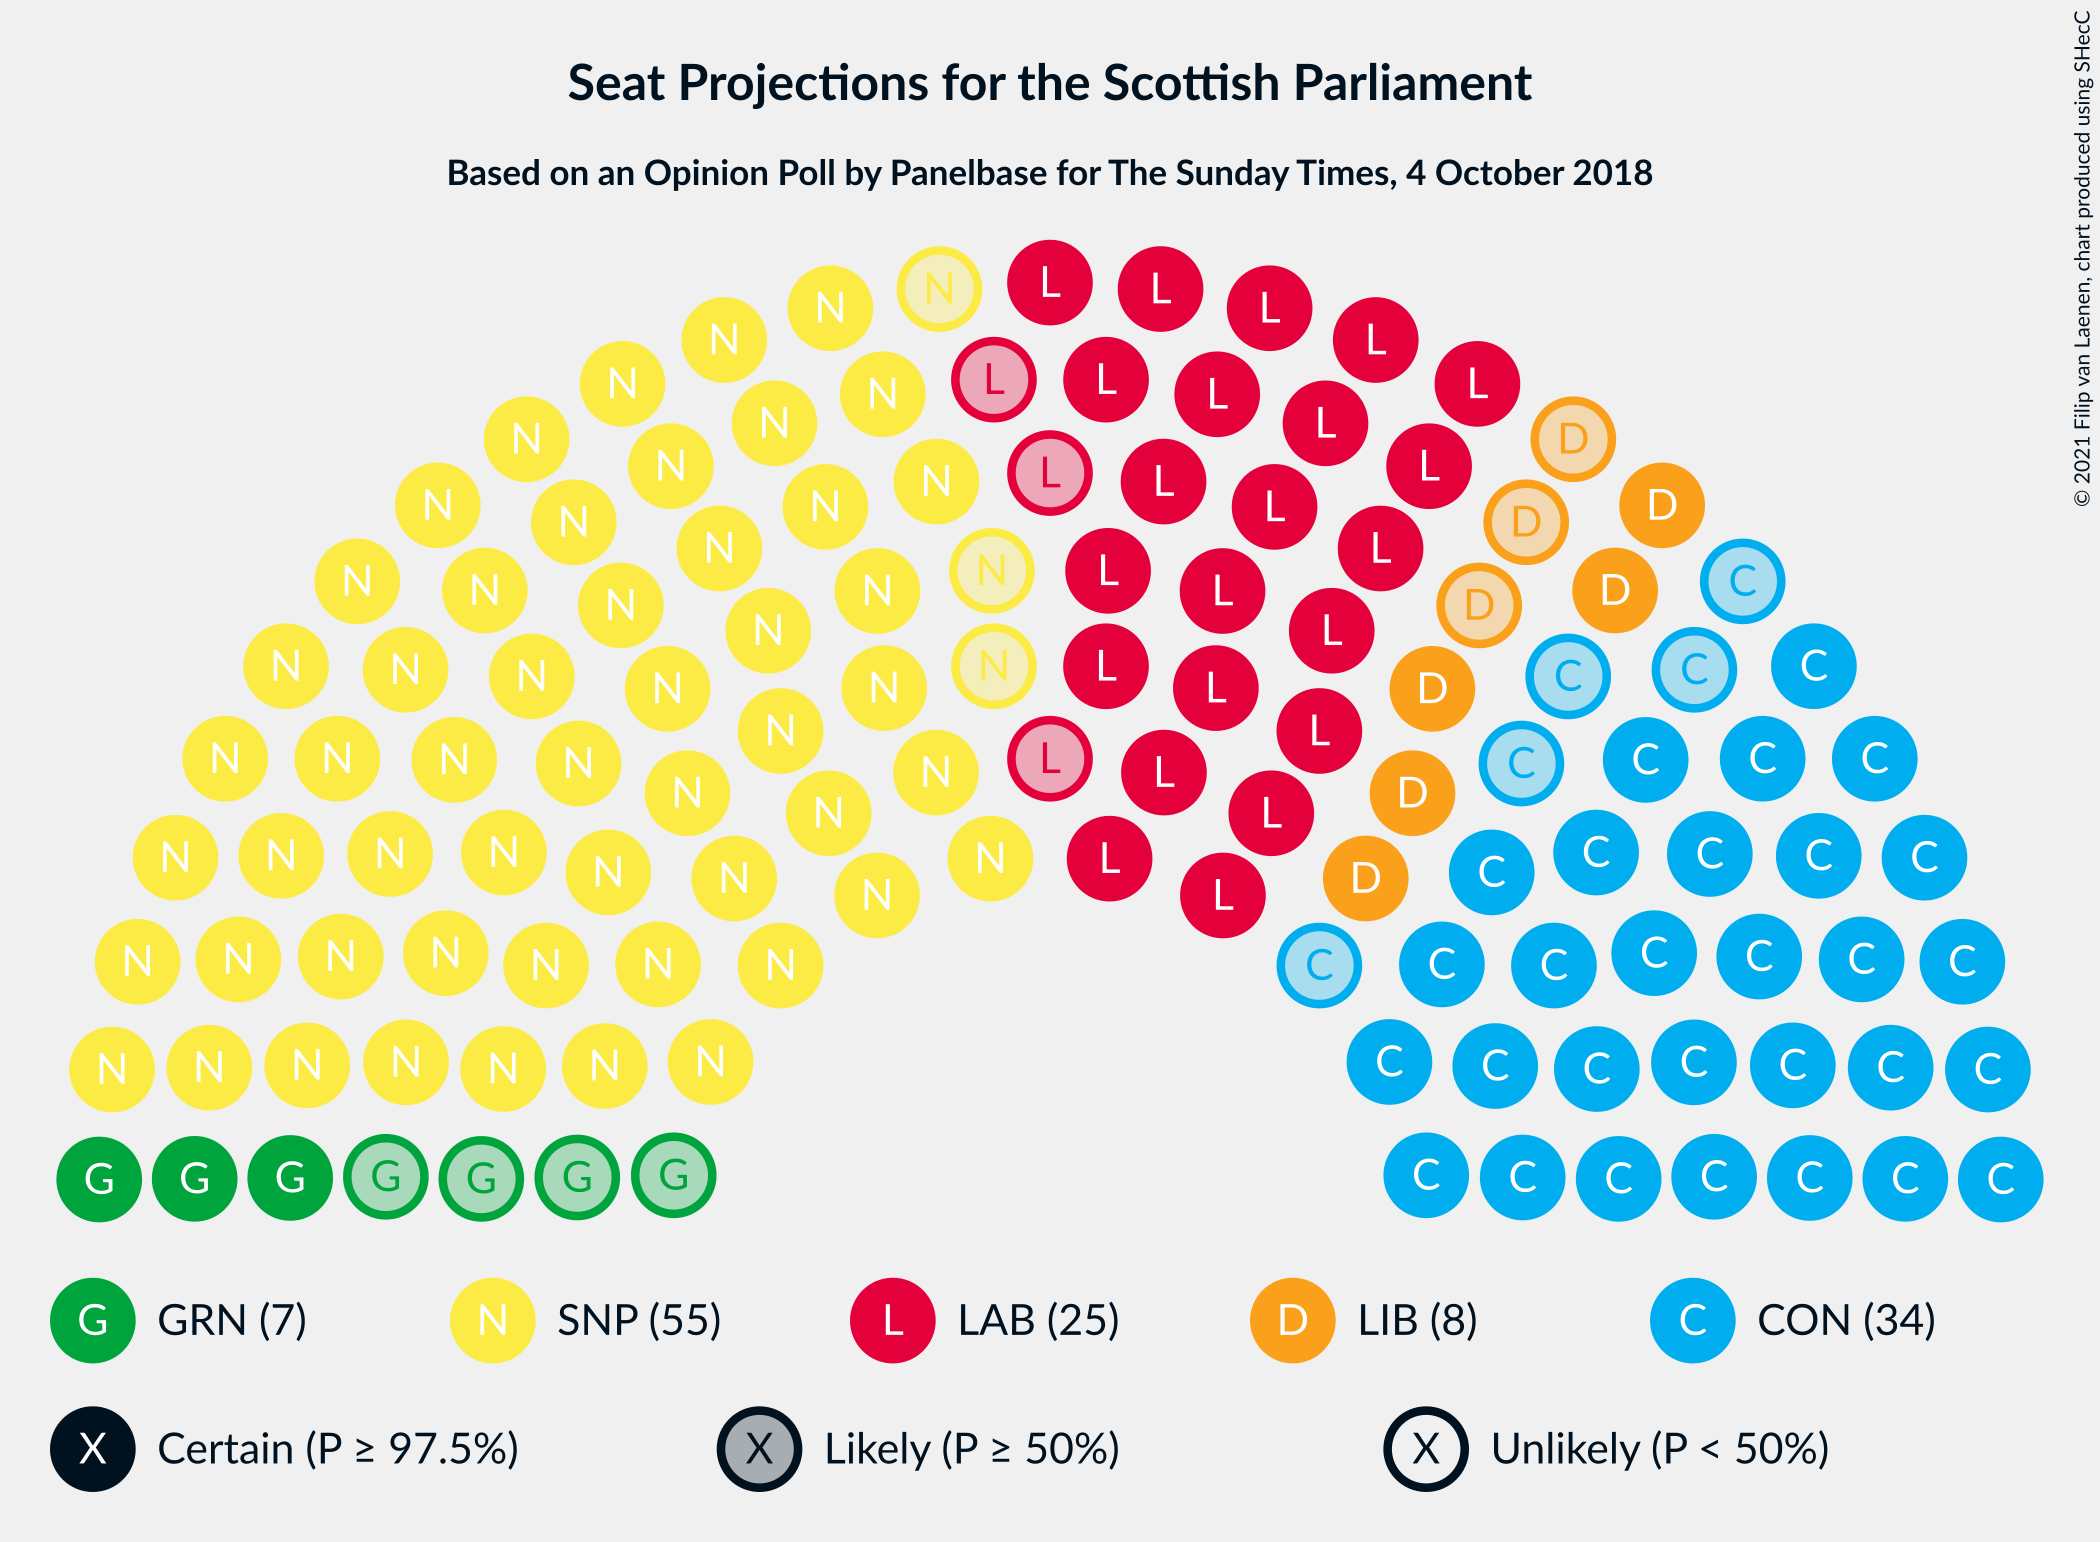 Seat Projections for the Scottish Parliament
Based on an Opinion Poll by Panelbase for The Sunday Times, 4 October 2018
© 2021 Filip van Laenen, chart produced using SHecC
N L L L
N L
N L
N L L L L
N N L
N L D
N L L
N N L L D
N N L
N N L D
N N N L L D C
N N L D
N N L
N N L L C
N N N C C
N N N L L D
N L
N N N C C C
N N N L L D C
N L
N N N N C C C C
N N L C
N N L D
N L
N N N N C C C C
N N N C C C
N N N N N N N C C C C C C C
G G G G G G G C C C C C C C
G GRN (7) N SNP (55) L LAB (25) D LIB (8) C CON (34)
X Certain (P ≥ 97.5%) X Likely (P ≥ 50%) X Unlikely (P < 50%)